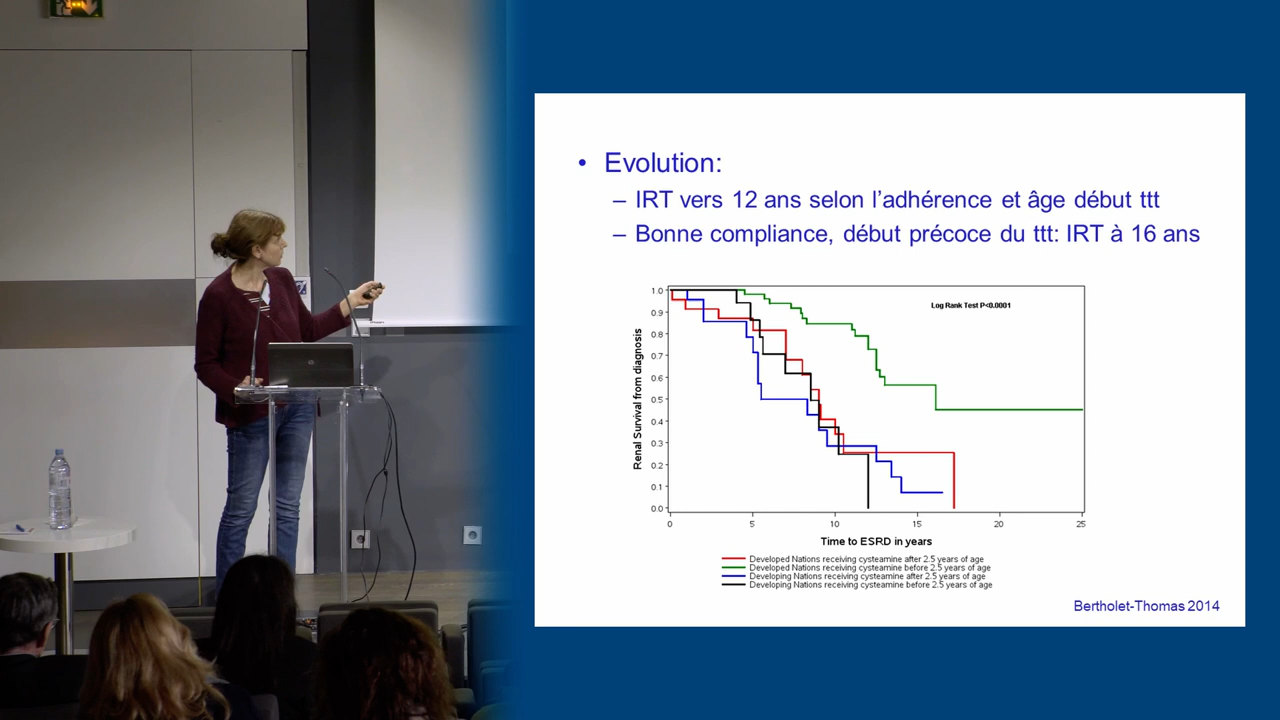 • Evolution:
– IRT vers 12 ans selon l'adhérence et âge début ttt
– Bonne compliance, début précoce du ttt: IRT à 16 ans
Log Rank Test P<0.0001
Renal Survival from diagnosis
1.0
0.9
0.8
0.7
0.6
0.5
0.4
0.3
0.2
0.1
0.0
0 5 10 15 20 25
Time to ESRD in years
Developed Nations receiving cysteamine after 2.5 years of age
Developed Nations receiving cysteamine before 2.5 years of age
Developing Nations receiving cysteamine after 2.5 years of age
Developing Nations receiving cysteamine before 2.5 years of age
Bertholet-Thomas 2014